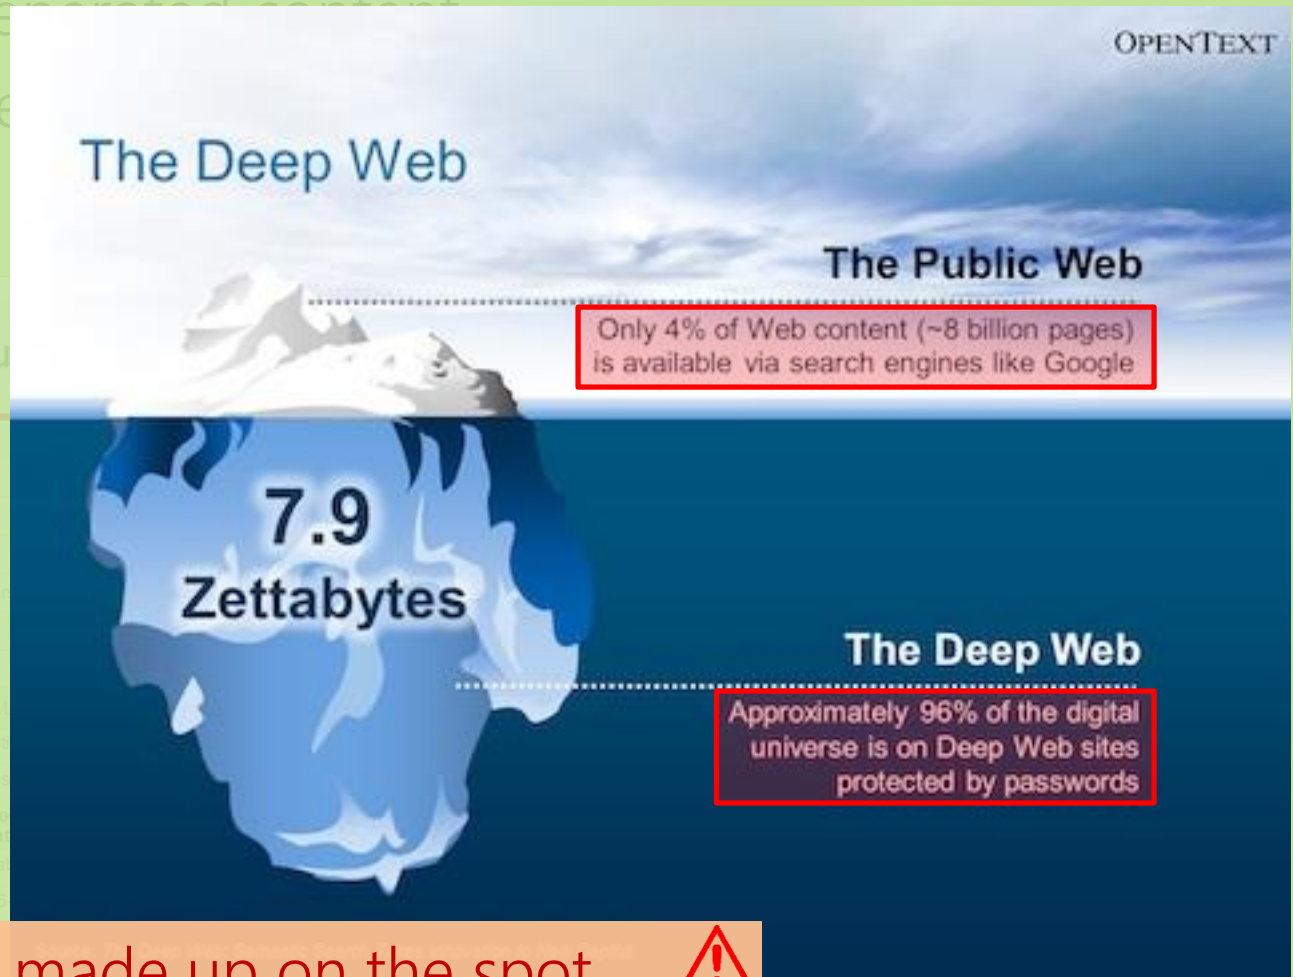 generated content
OPENTEXT
The Deep Web
The Public Web
Only 4% of Web content (~8 billion pages)
is available via search engines like Google
7.9
Zettabytes
The Deep Web
Approximately 96% of the digital
universe is on Deep Web sites
protected by passwords
made up on the spot